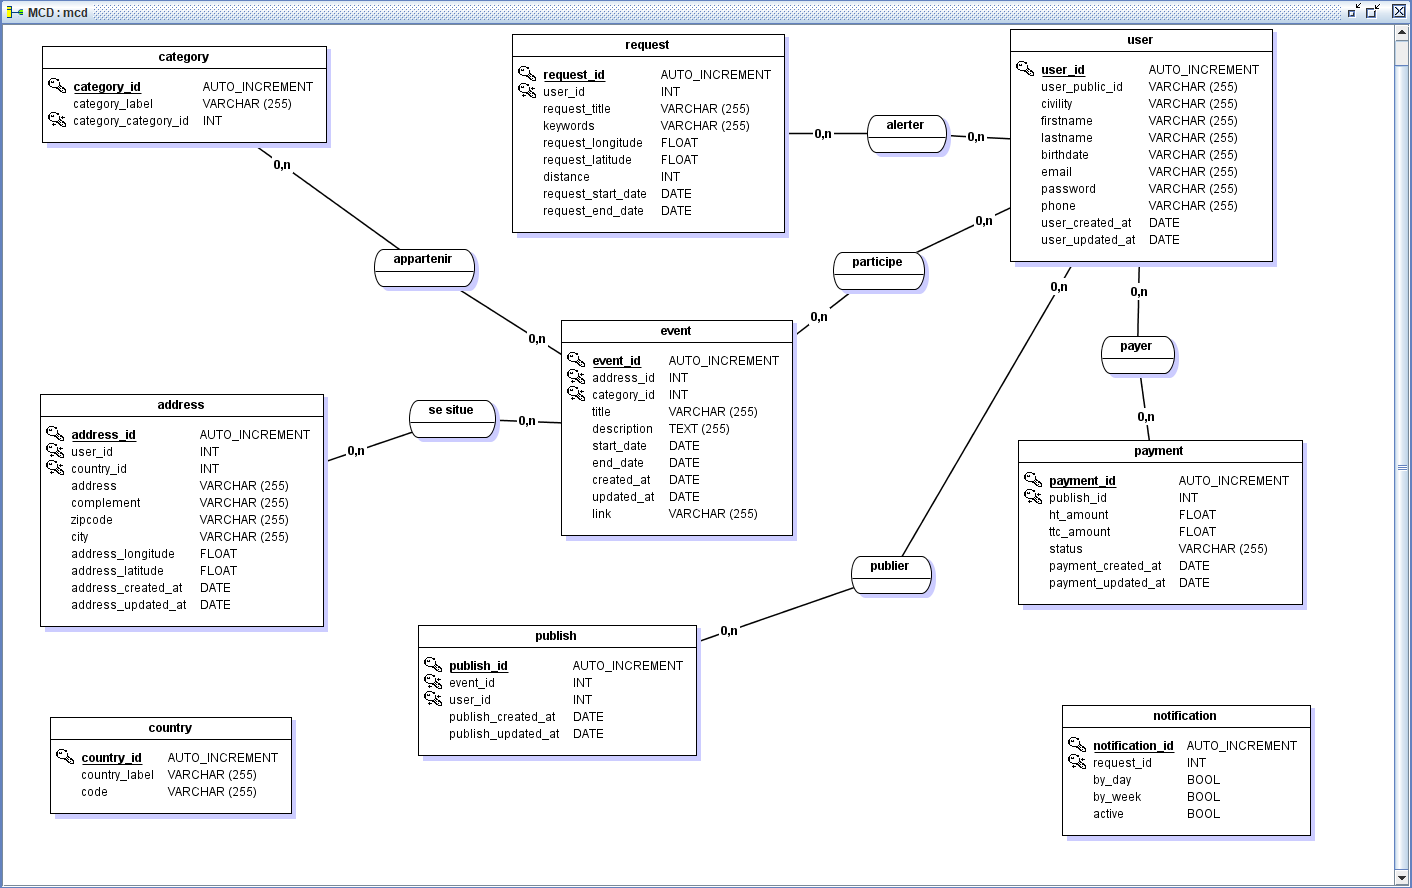 MCD : mcd
category
category_id AUTO_INCREMENT
category_label VARCHAR (255)
category_category_id INT
request
request_id AUTO_INCREMENT
user_id INT
request_title VARCHAR (255)
keywords VARCHAR (255)
request_longitude FLOAT
request_latitude FLOAT
distance INT
request_start_date DATE
request_end_date DATE
user
user_id AUTO_INCREMENT
user_public_id VARCHAR (255)
civility VARCHAR (255)
firstname VARCHAR (255)
lastname VARCHAR (255)
birthdate VARCHAR (255)
email VARCHAR (255)
password VARCHAR (255)
phone VARCHAR (255)
user_created_at DATE
user_updated_at DATE
0,n
alerter
0,n
0,n
appartenir
0,n
0,n
participe
0,n
0,n
0,n
payer
0,n
event
event_id AUTO_INCREMENT
address_id INT
category_id INT
title VARCHAR (255)
description TEXT (255)
start_date DATE
end_date DATE
created_at DATE
updated_at DATE
link VARCHAR (255)
address
address_id AUTO_INCREMENT
user_id INT
country_id INT
address VARCHAR (255)
complement VARCHAR (255)
zipcode VARCHAR (255)
city VARCHAR (255)
address_longitude FLOAT
address_latitude FLOAT
address_created_at DATE
address_updated_at DATE
se situe
0,n
0,n
payment
payment_id AUTO_INCREMENT
publish_id INT
ht_amount FLOAT
ttc_amount FLOAT
status VARCHAR (255)
payment_created_at DATE
payment_updated_at DATE
publier
0,n
publish
publish_id AUTO_INCREMENT
event_id INT
user_id INT
publish_created_at DATE
publish_updated_at DATE
country
country_id AUTO_INCREMENT
country_label VARCHAR (255)
code VARCHAR (255)
notification
notification_id AUTO_INCREMENT
request_id INT
by_day BOOL
by_week BOOL
active BOOL